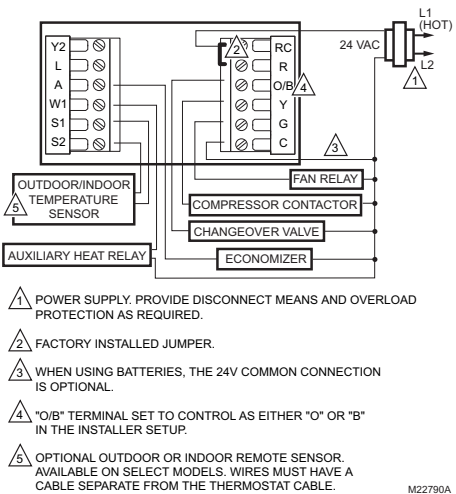 L1
(HOT)
24 VAC
L2
1
Y2
L
A
W1
S1
S2
2
RC
R
O/B
4
Y
G
C
3
FAN RELAY
OUTDOOR/INDOOR
TEMPERATURE
SENSOR
5
COMPRESSOR CONTACTOR
CHANGEOVER VALVE
AUXILIARY HEAT RELAY
ECONOMIZER
1 POWER SUPPLY. PROVIDE DISCONNECT MEANS AND OVERLOAD
PROTECTION AS REQUIRED.
2 FACTORY INSTALLED JUMPER.
3 WHEN USING BATTERIES, THE 24V COMMON CONNECTION
IS OPTIONAL.
4 "O/B" TERMINAL SET TO CONTROL AS EITHER "O" OR "B"
IN THE INSTALLER SETUP.
5 OPTIONAL OUTDOOR OR INDOOR REMOTE SENSOR.
AVAILABLE ON SELECT MODELS. WIRES MUST HAVE A
CABLE SEPARATE FROM THE THERMOSTAT CABLE.
M22790A